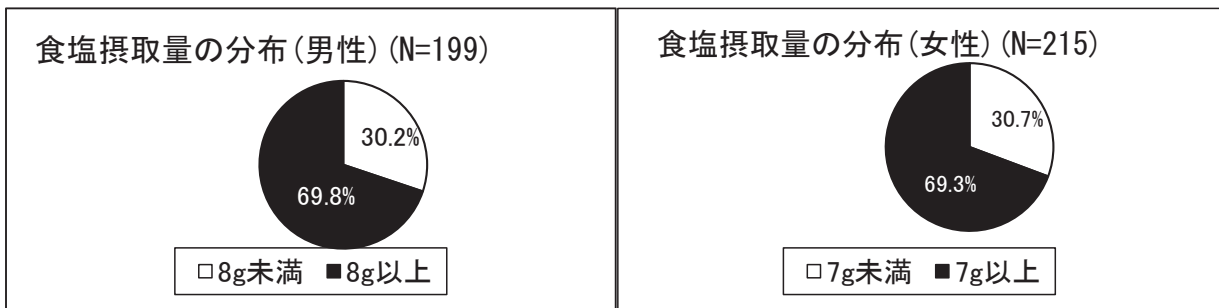 食塩摂取量の分布(男性)(N=199)
30.2%
69.8%
□8g未満 ■8g以上
食塩摂取量の分布(女性)(N=215)
30.7%
69.3%
□7g未満 ■7g以上